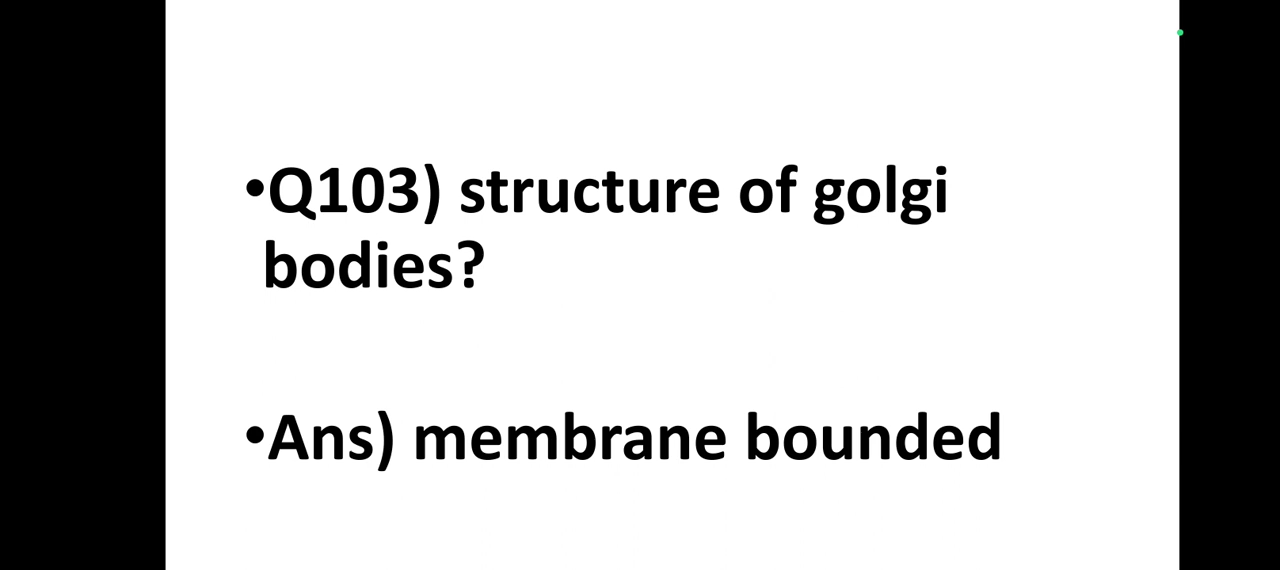 •Q103) structure of golgi
bodies?
•Ans) membrane bounded